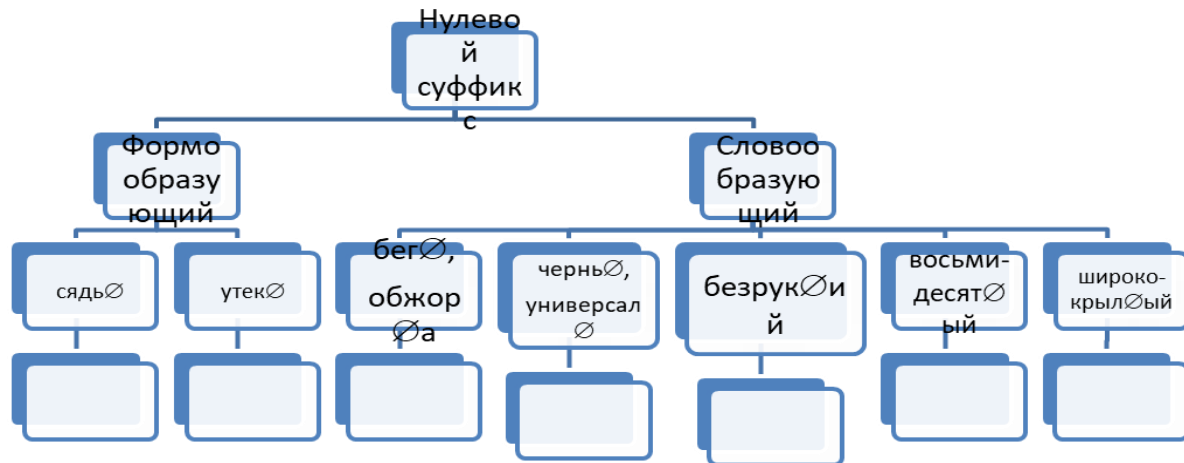 Нулево
й
суффик
с
Формо
образу
ющий
Словоо
бразую
щий
сядь∅
утек∅
бег∅,
обжор
∅а
чернь∅,
универсал
∅
безрук∅и
й
восьми-
десят∅
ый
широко-
крыл∅ый